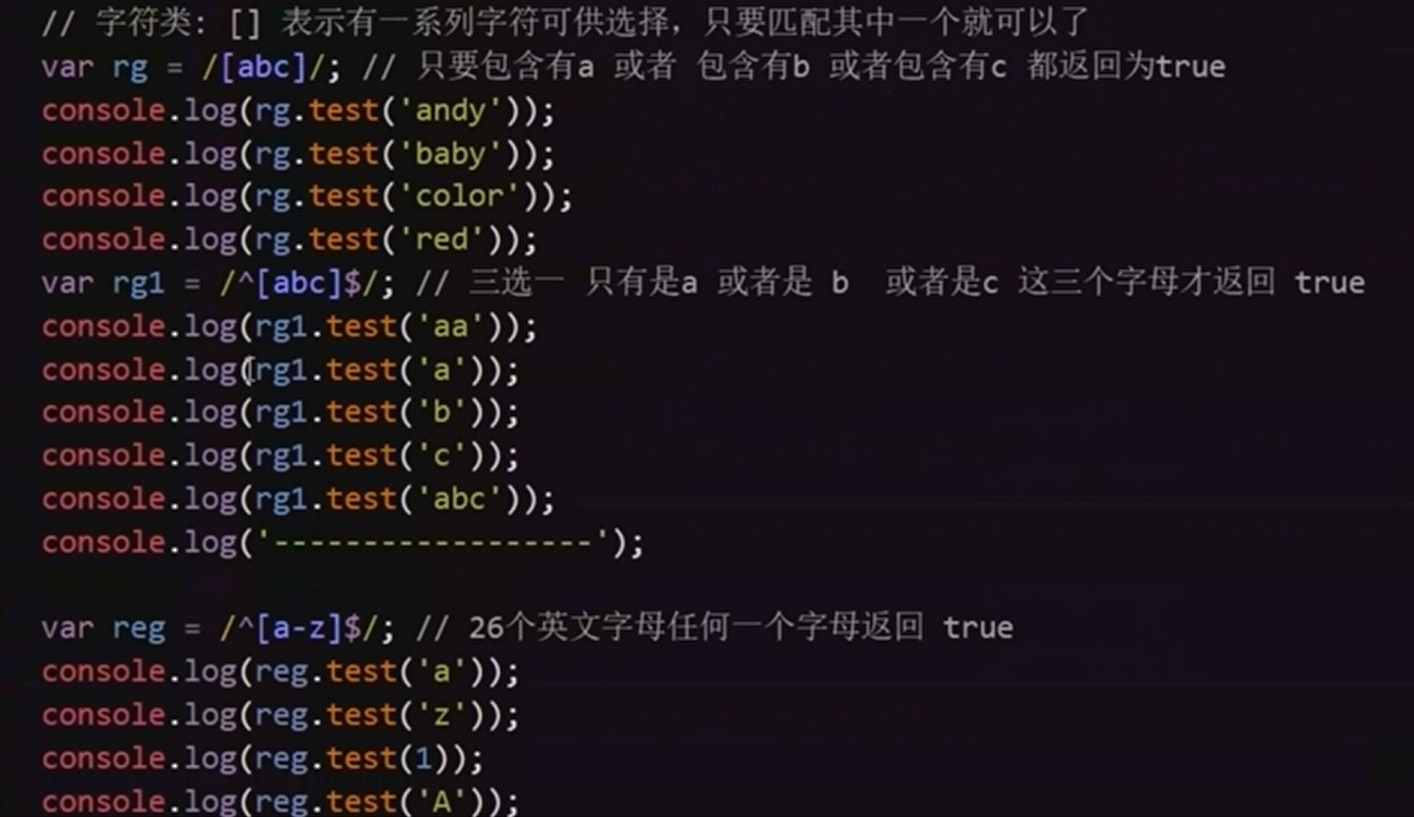 // 字符类: [] 表示有一系列字符可供选择，只要匹配其中一个就可以了
var rg = /[abc]/; // 只要包含有a 或者 包含有b 或者包含有c 都返回为true
console.log(rg.test('andy'));
console.log(rg.test('baby'));
console.log(rg.test('color'));
console.log(rg.test('red'));
var rg1 = /^[abc]$/; // 三选一 只有是a 或者是 b  或者是c 这三个字母才返回 true
console.log(rg1.test('aa'));
console.log(rg1.test('a'));
console.log(rg1.test('b'));
console.log(rg1.test('c'));
console.log(rg1.test('abc'));
console.log('------------------');
var reg = /^[a-z]$/; // 26个英文字母任何一个字母返回 true
console.log(reg.test('a'));
console.log(reg.test('z'));
console.log(reg.test(1));
console.log(reg.test('A'));